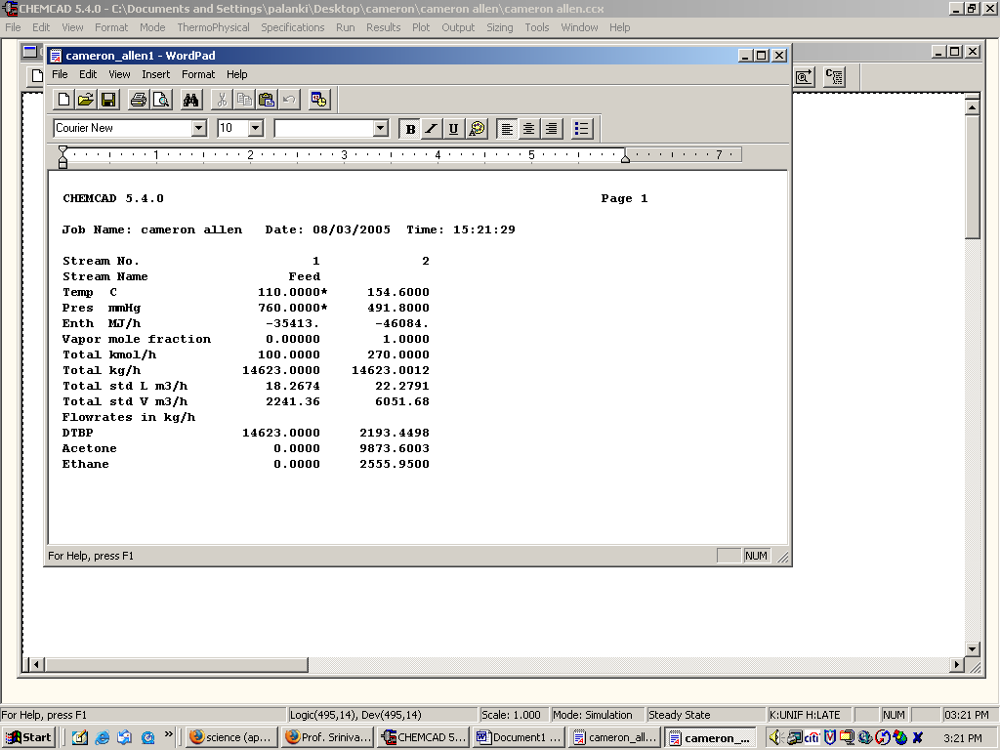 CHEMCAD 5.4.0 - C:\Documents and Settings\palanki\Desktop\cameron\cameron allen\cameron allen.ccx
File Edit View Format Mode ThermoPhysical Specifications Run Results Plot Output Sizing Tools Window Help
cameron_allen1 - WordPad
File Edit View Insert Format Help
Courier New 10 B U
1 2 3 4 5 7
CHEMCAD 5.4.0 Page 1
Job Name: cameron allen Date: 08/03/2005 Time: 15:21:29
Stream No. 1 2
Stream Name Feed
Temp C 110.0000* 154.6000
Pres mmHg 760.0000* 491.8000
Enth MJ/h -35413. -46084.
Vapor mole fraction 0.00000 1.0000
Total kmol/h 100.0000 270.0000
Total kg/h 14623.0000 14623.0012
Total std L m3/h 18.2674 22.2791
Total std V m3/h 2241.36 6051.68
Flowrates in kg/h
DTBP 14623.0000 2193.4498
Acetone 0.0000 9873.6003
Ethane 0.0000 2555.9500
For Help, press F1 NUM
For Help, press F1 Logic(495,14), Dev(495,14) Scale: 1.000 Mode: Simulation Steady State K:UNIF H:LATE NUM 03:21 PM
Start » science (ap... Prof. Sriniva... CHEMCAD 5... Document1 ... cameron_all... cameron_... citi 3:21 PM